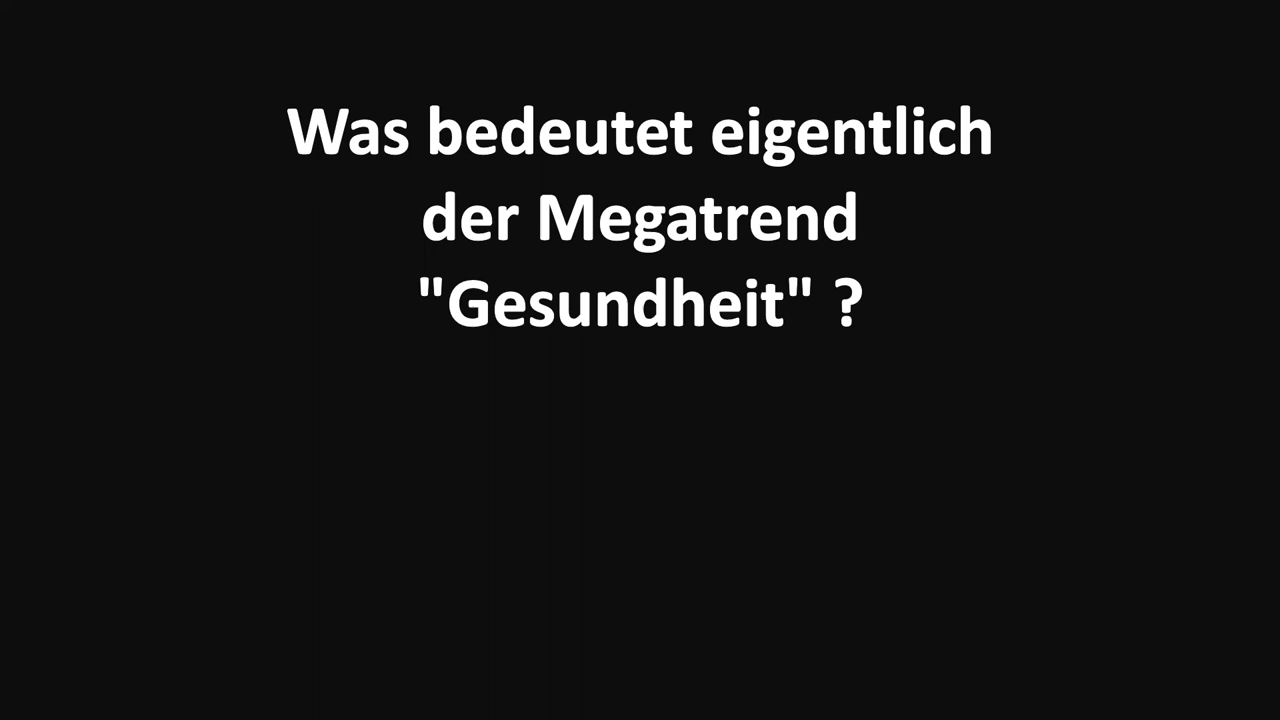 Was bedeutet eigentlich
der Megatrend
"Gesundheit" ?